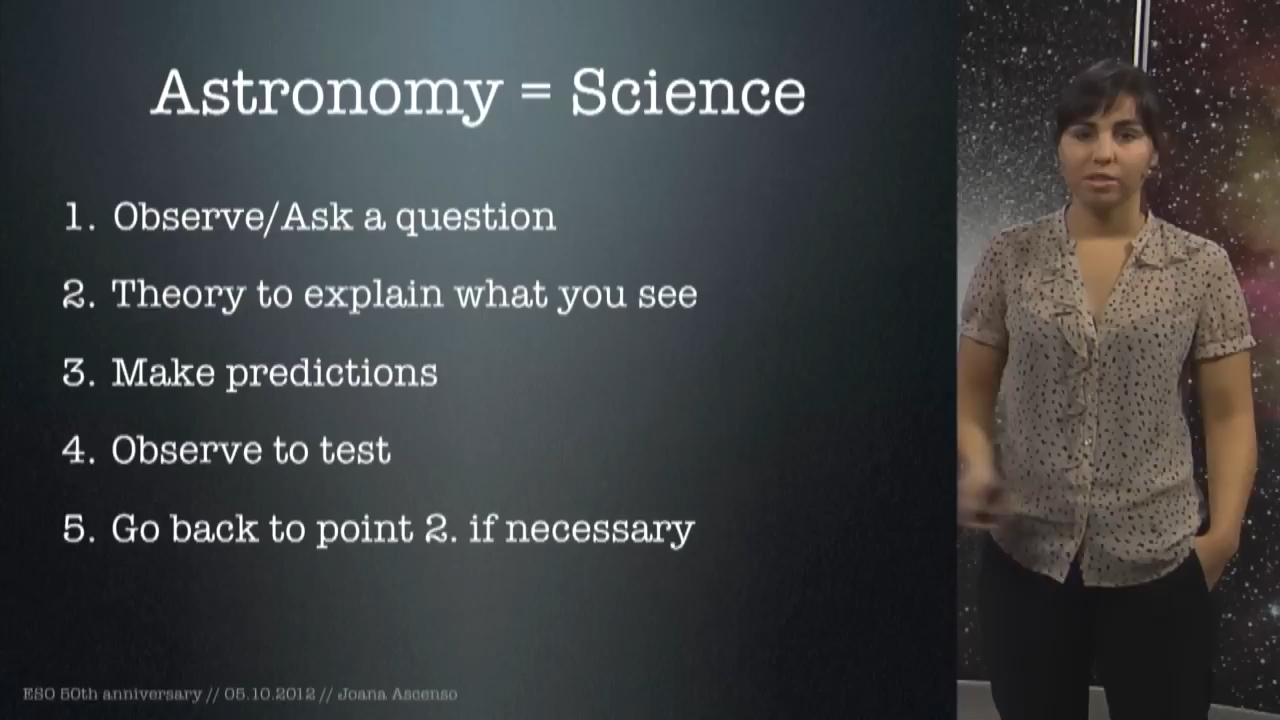 Astronomy = Science
1. Observe/Ask a question
2. Theory to explain what you see
3. Make predictions
4. Observe to test
5. Go back to point 2. if necessary
ESO 50th anniversary // 05.10.2012 // Joana Ascenso